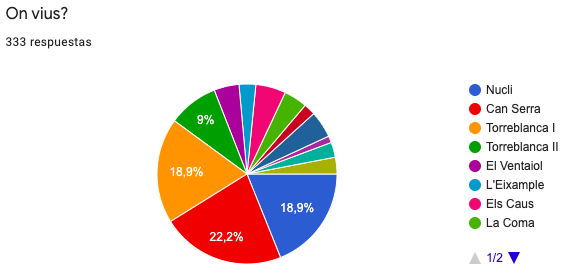 On vius?
333 respuestas
9%
18,9%
18,9%
22,2%
Nucli
Can Serra
Torreblanca I
Torreblanca II
El Ventaiol
L'Eixample
Els Caus
La Coma
1/2